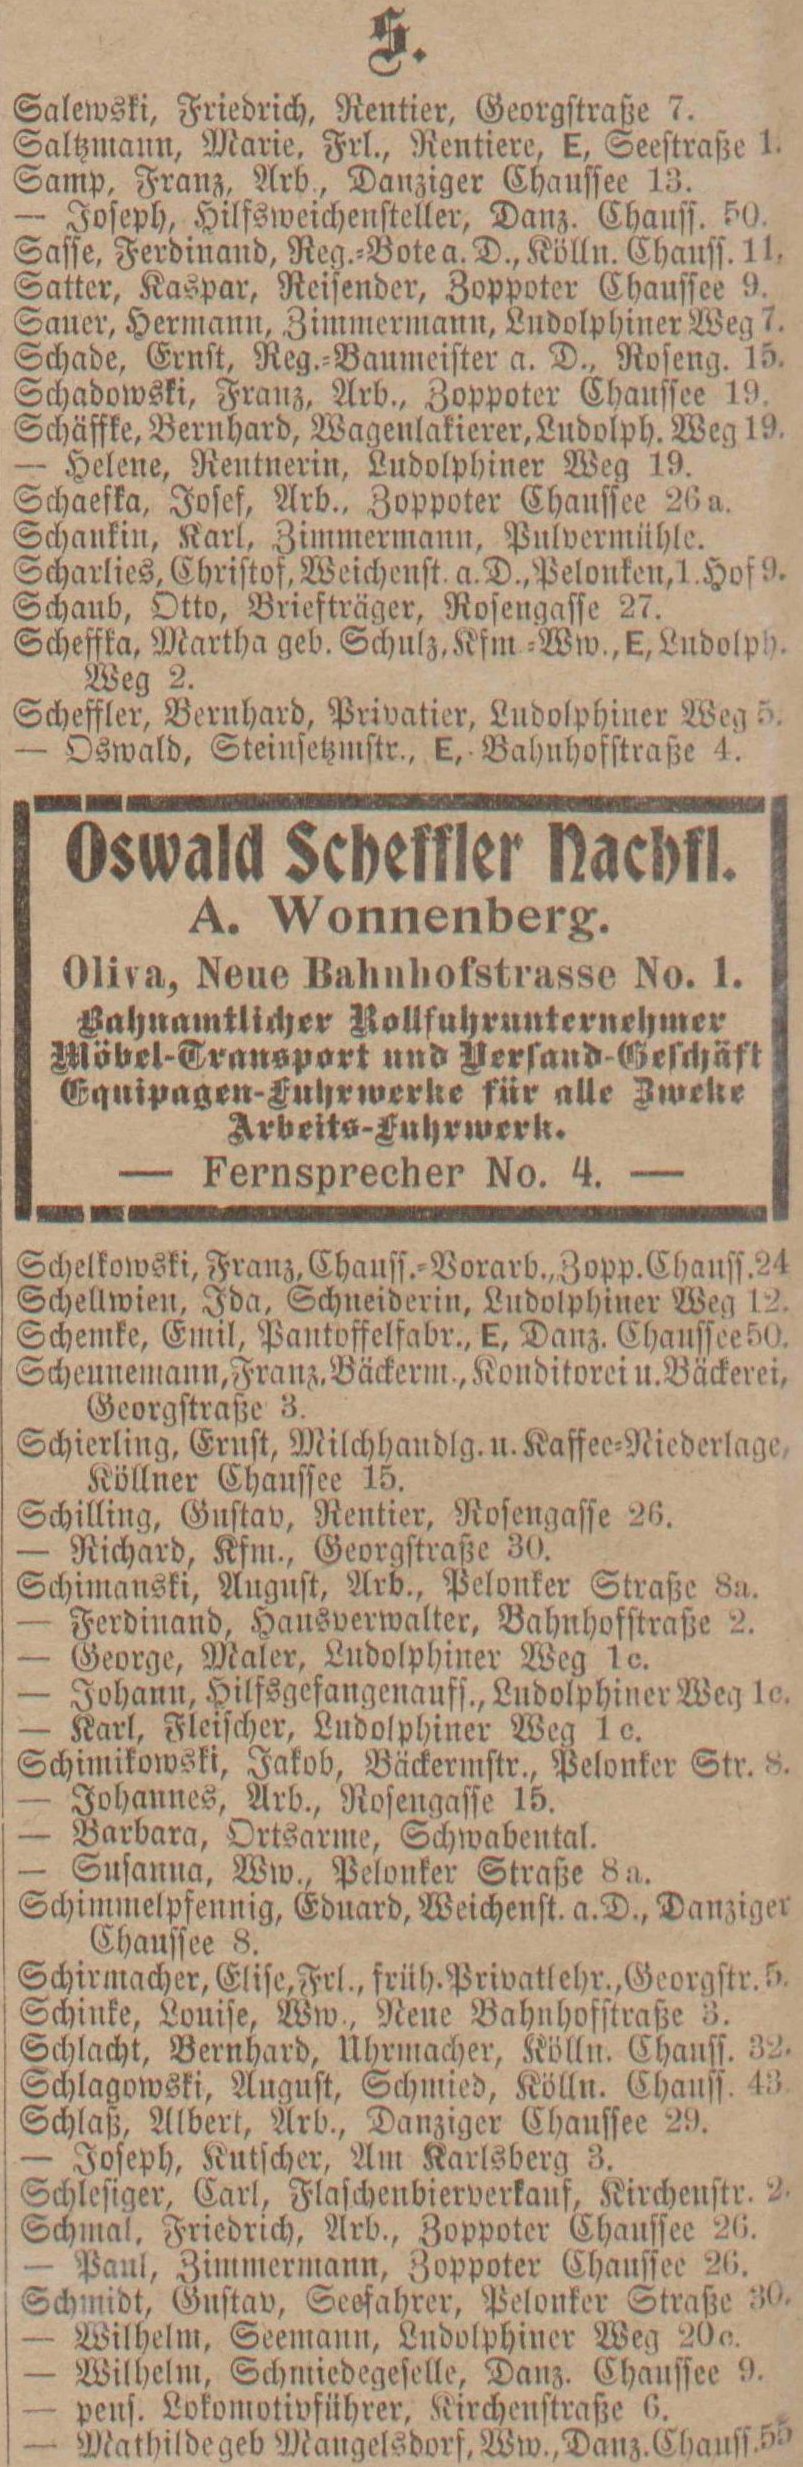 S.
Salewski, Friedrich, Rentier, Georgstraße 7.
Saltzmann, Marie, Frl., Rentiere, E, Seestraße 1.
Samp, Franz, Arb., Danziger Chaussee 13.
— Joseph, Hilfsweichensteller, Danz. Chauss. 50.
Sasse, Ferdinand, Reg.-Bote a. D., Kölln. Chauss. 11.
Satter, Kaspar, Reisender, Zoppoter Chaussee 9.
Sauer, Hermann, Zimmermann, Ludolphiner Weg 7.
Schade, Ernst, Reg.-Baumeister a. D., Roseng. 15.
Schadowski, Franz, Arb., Zoppoter Chaussee 19.
Schäffke, Bernhard, Wagenlakierer, Ludolph. Weg 19.
— Helene, Rentnerin, Ludolphiner Weg 19.
Schaefka, Josef, Arb., Zoppoter Chaussee 26a.
Schankin, Karl, Zimmermann, Pulvermühle.
Scharlies, Christof, Weichenst. a. D., Pelonken, 1. Hof 9.
Schaub, Otto, Briefträger, Rosengasse 27.
Scheffka, Martha geb. Schulz, Kfm.-Ww., E, Ludolph.
Weg 2.
Scheffler, Bernhard, Privatier, Ludolphiner Weg 5.
— Oswald, Steinsetzmstr., E, Bahnhofstraße 4.
Oswald Scheffler Nachfl.
A. Wonnenberg.
Oliva, Neue Bahnhofstrasse No. 1.
Bahnamtlicher Rollfuhrunternehmer
Möbel-Transport und Versand-Geschäft
Equipagen-Fuhrwerke für alle Zweke
Arbeits-Fuhrwerk.
— Fernsprecher No. 4. —
Schelkowski, Franz, Chauss.-Vorarb., Zopp. Chauss. 24
Schellwien, Ida, Schneiderin, Ludolphiner Weg 12.
Schemke, Emil, Pantoffelfabr., E, Danz. Chaussee 50.
Schennemann, Franz, Bäckerm., Konditorei u. Bäckerei,
Georgstraße 3.
Schierling, Ernst, Milchhandlg. u. Kaffee-Niederlage,
Köllner Chaussee 15.
Schilling, Gustav, Rentier, Rosengasse 26.
— Richard, Kfm., Georgstraße 30.
Schimanski, August, Arb., Pelonker Straße 8a.
— Ferdinand, Hausverwalter, Bahnhofstraße 2.
— George, Maler, Ludolphiner Weg 1c.
— Johann, Hilfsgefangenauff., Ludolphiner Weg 1c.
— Karl, Fleischer, Ludolphiner Weg 1c.
Schimikowski, Jakob, Bäckermstr., Pelonker Str. 8.
— Johannes, Arb., Rosengasse 15.
— Barbara, Ortsarme, Schwabental.
— Susanna, Ww., Pelonker Straße 8a.
Schimmelpfennig, Eduard, Weichenst. a. D., Danziger
Chaussee 8.
Schirmacher, Elise, Frl., früh. Privatlehr., Georgstr. 5.
Schinke, Louise, Ww., Neue Bahnhofstraße 3.
Schlacht, Bernhard, Uhrmacher, Kölln. Chauss. 32.
Schlagowski, August, Schmied, Kölln. Chauss. 43
Schlaß, Albert, Arb., Danziger Chaussee 29.
— Joseph, Kutscher, Am Karlsberg 3.
Schlesiger, Carl, Flaschenbierverkauf, Kirchenstr. 2.
Schmal, Friedrich, Arb., Zoppoter Chaussee 26.
— Paul, Zimmermann, Zoppoter Chaussee 26.
Schmidt, Gustav, Seefahrer, Pelonker Straße 30.
— Wilhelm, Seemann, Ludolphiner Weg 20c.
— Wilhelm, Schmiedegeselle, Danz. Chaussee 9.
— pens. Lokomotivführer, Kirchenstraße 6.
— Mathilde geb Mangelsdorf, Ww., Danz. Chauss. 55